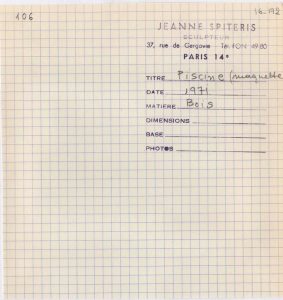 106
16-192
JEANNE SPITERIS
SCULPTEUR
37, rue de Gergovie Tél. FON 49.80
PARIS 14e
TITRE Piscine (maquette
DATE 1971
MATIERE Bois
DIMENSIONS
BASE
PHOTOS